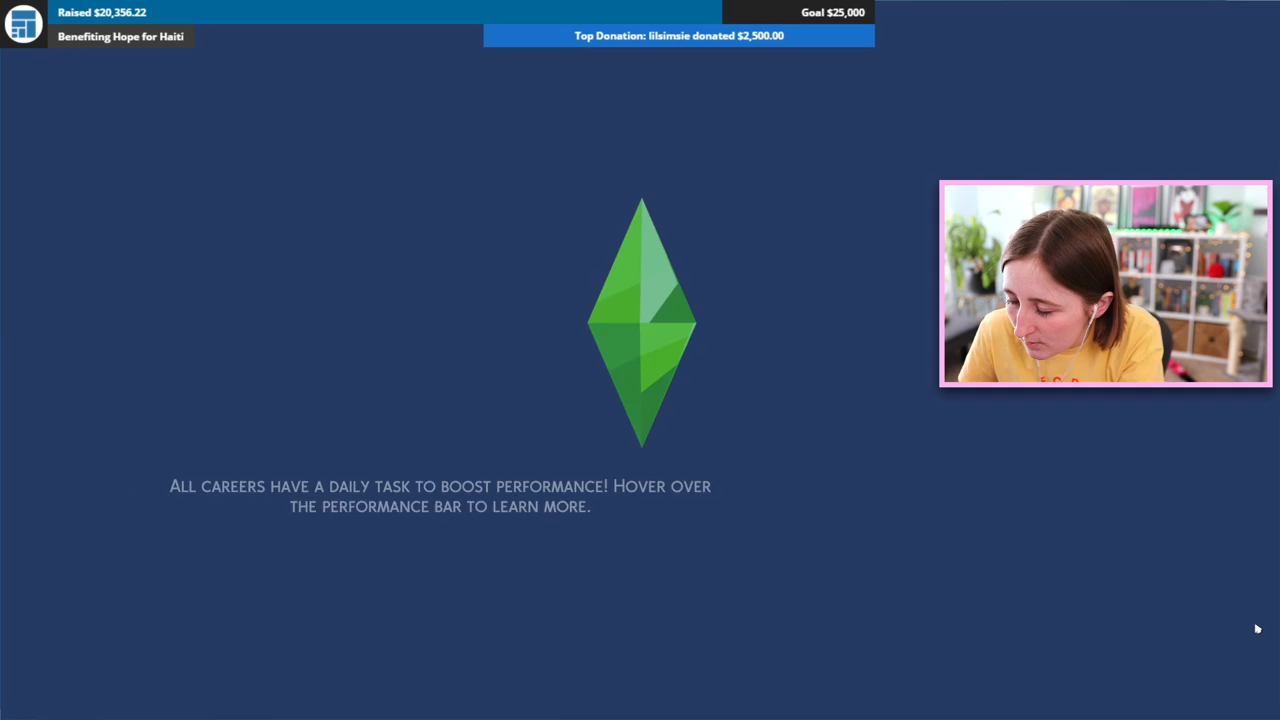 Raised $20,356.22
Goal $25,000
Benefiting Hope for Haiti
Top Donation: lilsimsie donated $2,500.00
ALL CAREERS HAVE A DAILY TASK TO BOOST PERFORMANCE! HOVER OVER
THE PERFORMANCE BAR TO LEARN MORE.